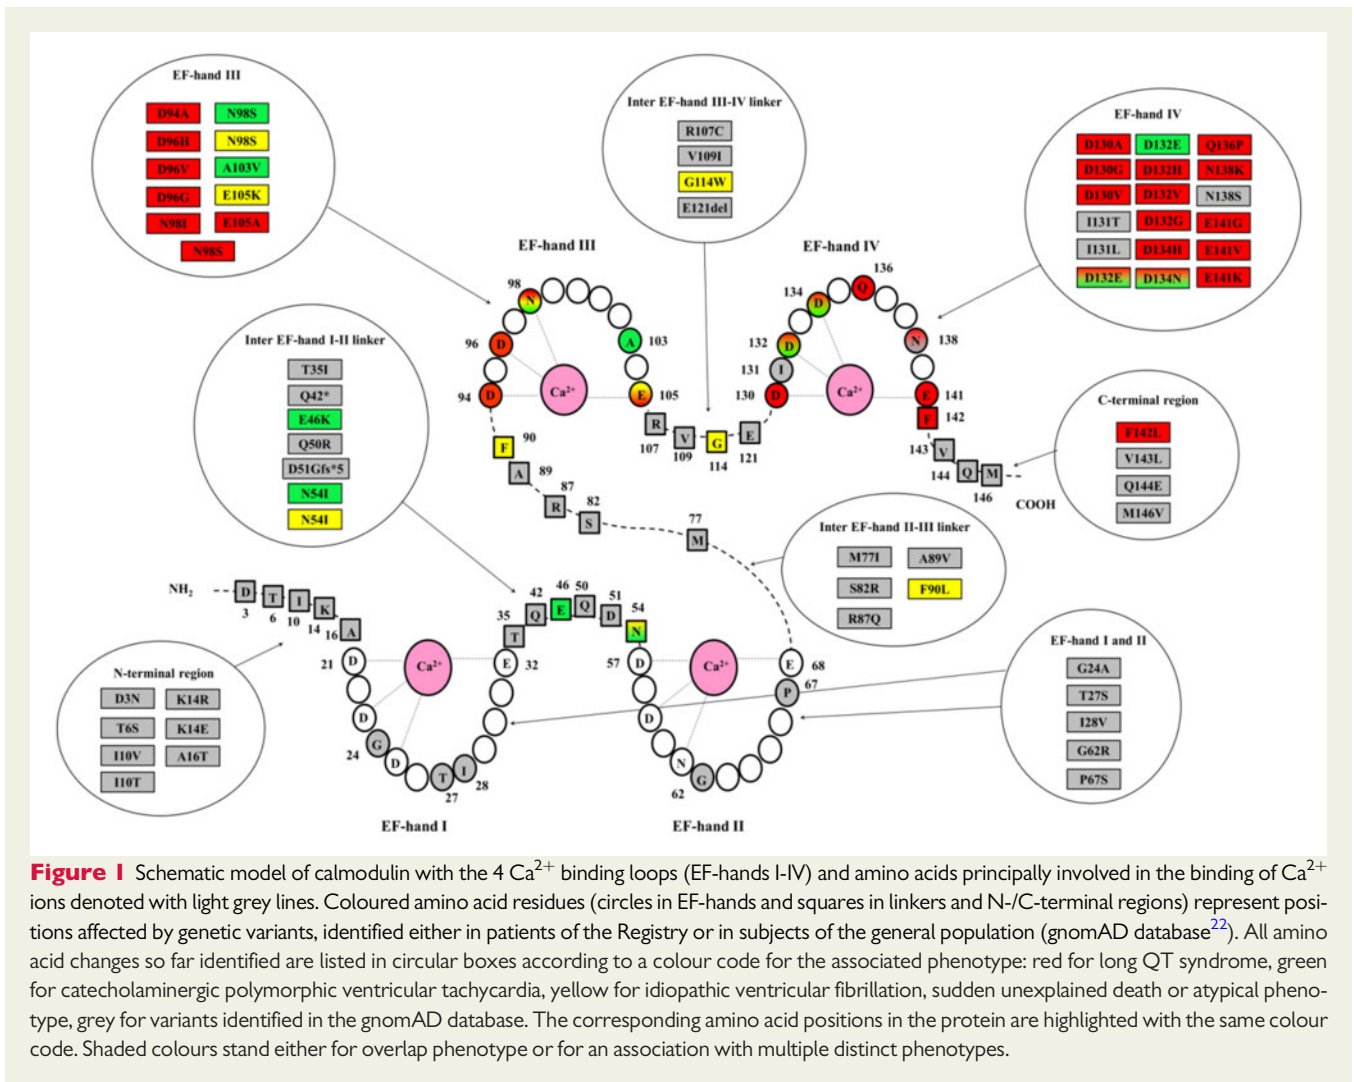 EF-hand III
D94A N98S
D96H N98S
D96V A103V
D96G E105K
N98I E105A
N98S
Inter EF-hand III-IV linker
R107C
V109I
G114W
E121del
EF-hand IV
D130A D132E Q136P
D130G D132H N138K
D130V D132V N138S
I131T D132G E141G
I131L D134H E141V
D132E D134N E141K
EF-hand III
98 N
96 D
94 D
A 103
E 105
Ca2+
EF-hand IV
136
Q
134 D
132 D
131 I
130 D
N 138
E 141
F 142
Ca2+
R 107
V 109
G 114
E 121
143 V
144 Q
M 146
COOH
F 90
A 89
87 R
82 S
77 M
Inter EF-hand I-II linker
T35I
Q42*
E46K
Q50R
D51Gfs*5
N54I
N54I
C-terminal region
F142L
V143L
Q144E
M146V
Inter EF-hand II-III linker
M77I A89V
S82R F90L
R87Q
NH2
D 3
T 6
I 10
K 14
A 16
21 D
D
24 G
D
T 27
I 28
E 32
Ca2+
EF-hand I
35 T
42 Q
46 E
50 Q
51 D
54 N
57 D
D
N
62 G
P 67
E 68
Ca2+
EF-hand II
N-terminal region
D3N K14R
T6S K14E
I10V A16T
I10T
EF-hand I and II
G24A
T27S
I28V
G62R
P67S
Figure 1 Schematic model of calmodulin with the 4 Ca2+ binding loops (EF-hands I-IV) and amino acids principally involved in the binding of Ca2+
ions denoted with light grey lines. Coloured amino acid residues (circles in EF-hands and squares in linkers and N-/C-terminal regions) represent posi-
tions affected by genetic variants, identified either in patients of the Registry or in subjects of the general population (gnomAD database22). All amino
acid changes so far identified are listed in circular boxes according to a colour code for the associated phenotype: red for long QT syndrome, green
for catecholaminergic polymorphic ventricular tachycardia, yellow for idiopathic ventricular fibrillation, sudden unexplained death or atypical pheno-
type, grey for variants identified in the gnomAD database. The corresponding amino acid positions in the protein are highlighted with the same colour
code. Shaded colours stand either for overlap phenotype or for an association with multiple distinct phenotypes.